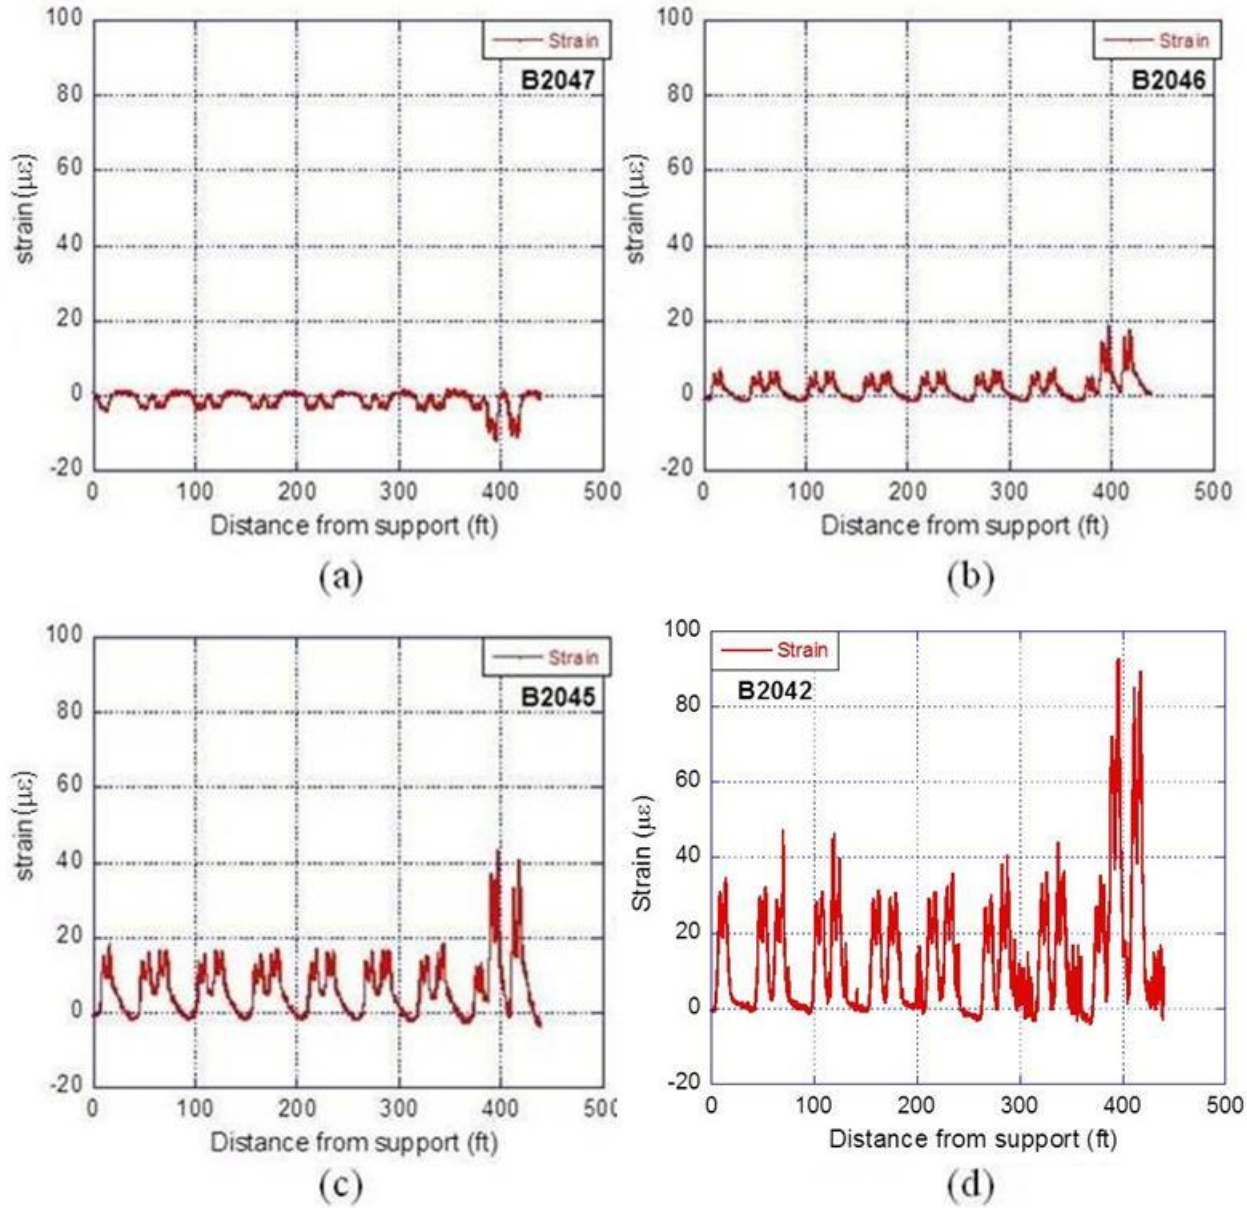 100
80
60
40
20
0
-20
strain (με)
Strain
B2047
0 100 200 300 400 500
Distance from support (ft)
(a)
100
80
60
40
20
0
-20
strain (με)
Strain
B2046
0 100 200 300 400 500
Distance from support (ft)
(b)
100
80
60
40
20
0
-20
strain (με)
Strain
B2045
0 100 200 300 400 50
Distance from support (ft)
(c)
100
80
60
40
20
0
-20
Strain (με)
Strain
B2042
0 100 200 300 400 500
Distance from support (ft)
(d)